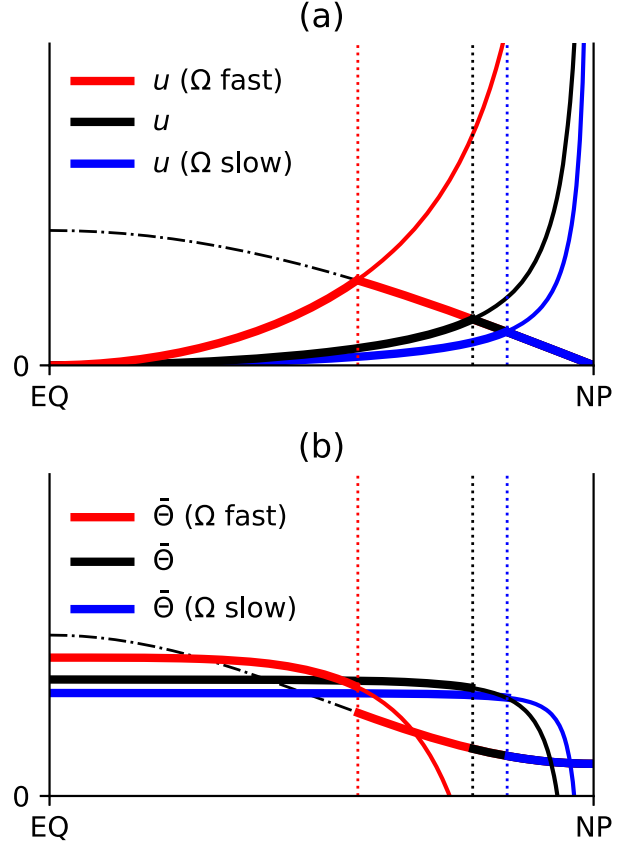 (a)
u (Ω fast)
u
u (Ω slow)
0
EQ NP
(b)
Θ̄ (Ω fast)
Θ̄
Θ̄ (Ω slow)
0
EQ NP